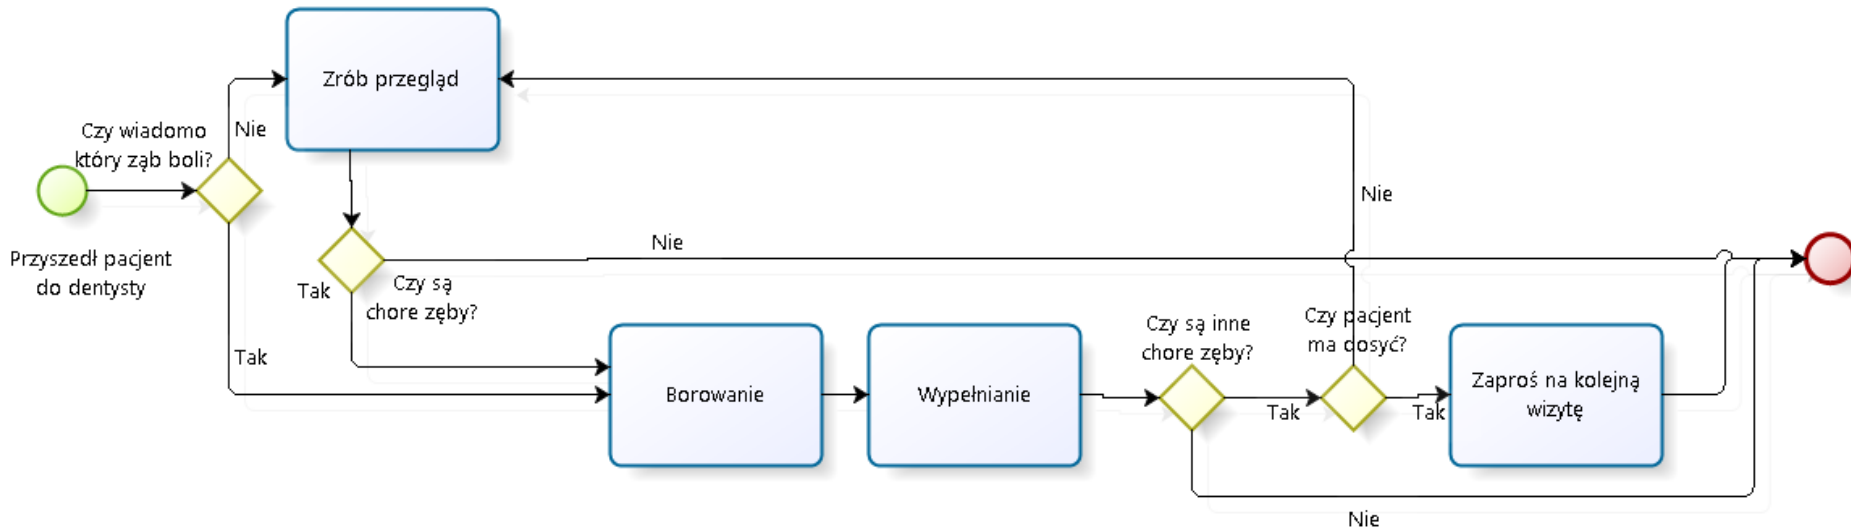 Zrób przegląd
Czy wiadomo
który ząb boli?
Nie
Przyszedł pacjent
do dentysty
Nie
Nie
Tak
Czy są
chore zęby?
Tak
Borowanie
Wypełnianie
Czy są inne
chore zęby?
Tak
Czy pacjent
ma dosyć?
Tak
Zaproś na kolejną
wizytę
Nie